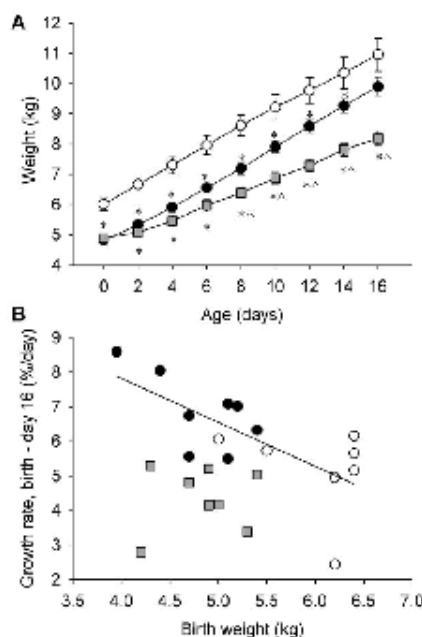 A
12
11
10
9
8
7
6
5
4
Weight (kg)
0 2 4 6 8 10 12 14 16
Age (days)
B
9
8
7
6
5
4
3
2
Growth rate, birth - day 16 (%/day)
3.5 4.0 4.5 5.0 5.5 6.0 6.5 7.0
Birth weight (kg)